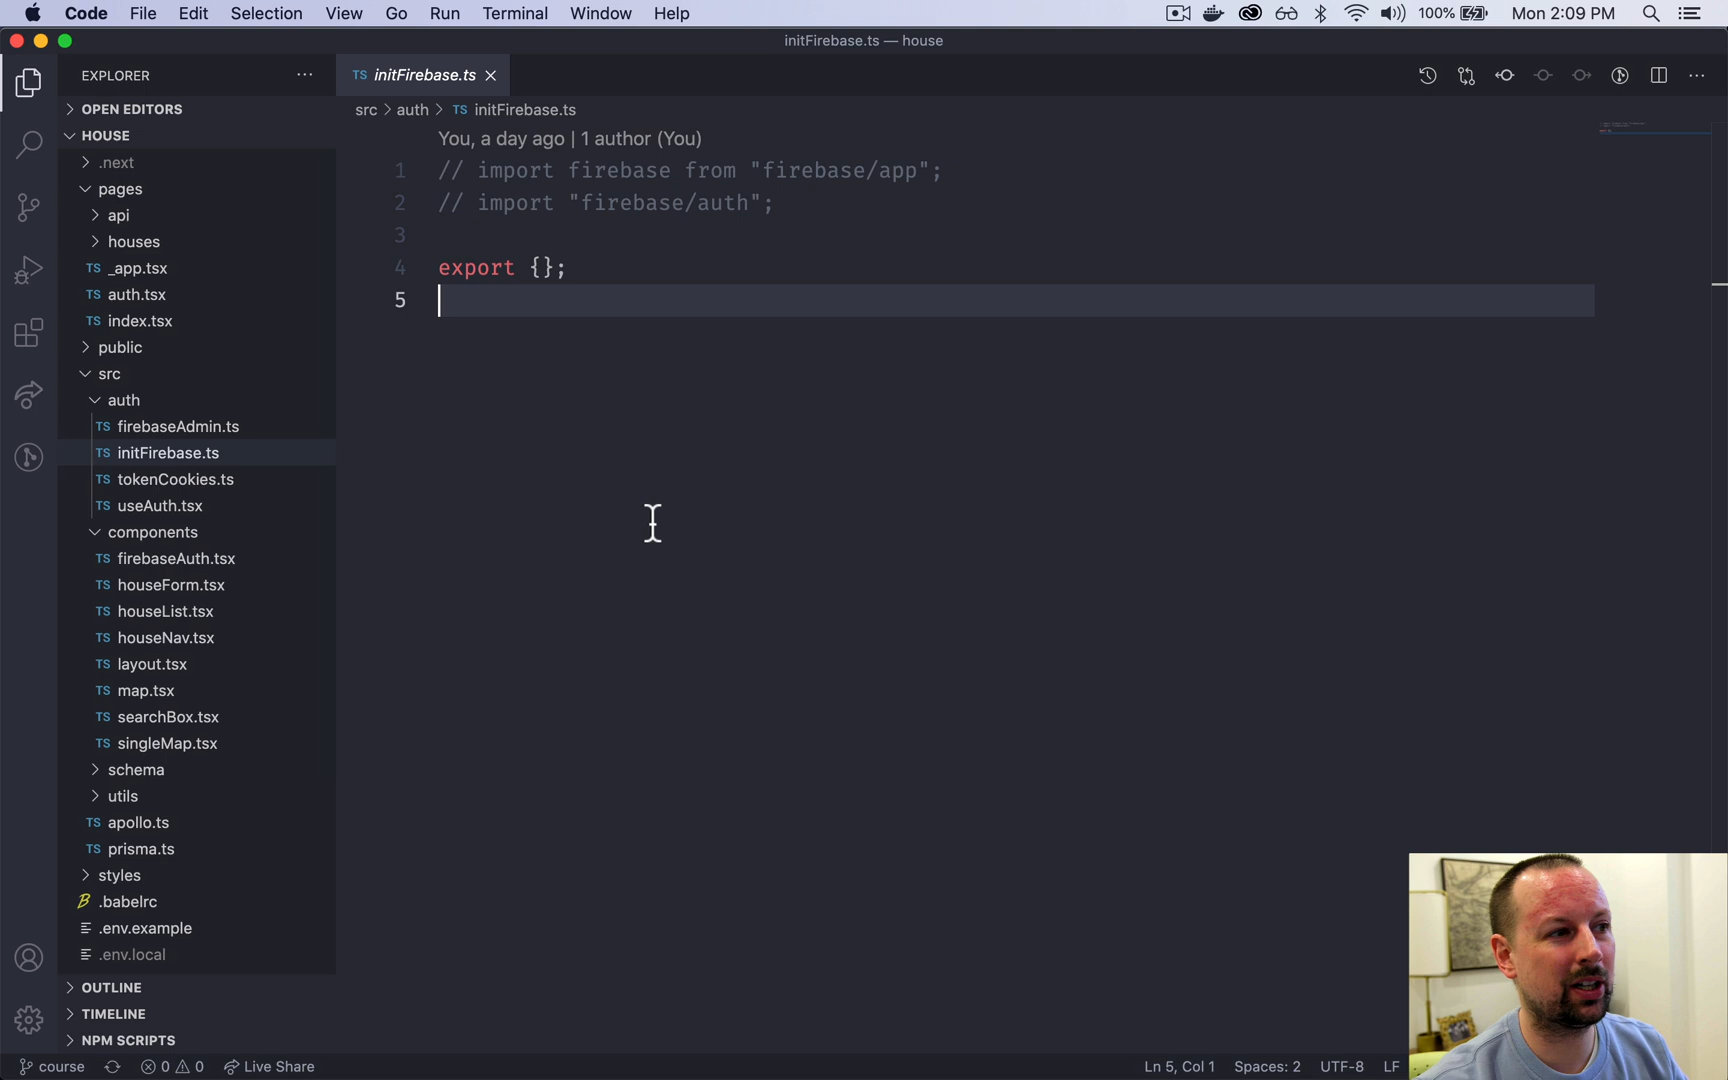 Code File Edit Selection View Go Run Terminal Window Help 100% Mon 2:09 PM
initFirebase.ts — house
EXPLORER ···
TS initFirebase.ts
OPEN EDITORS
src > auth > TS initFirebase.ts
HOUSE
You, a day ago | 1 author (You)
1 // import firebase from "firebase/app";
2 // import "firebase/auth";
3
4 export {};
5
.next
pages
api
houses
TS _app.tsx
TS auth.tsx
TS index.tsx
public
src
auth
TS firebaseAdmin.ts
TS initFirebase.ts
TS tokenCookies.ts
TS useAuth.tsx
components
TS firebaseAuth.tsx
TS houseForm.tsx
TS houseList.tsx
TS houseNav.tsx
TS layout.tsx
TS map.tsx
TS searchBox.tsx
TS singleMap.tsx
schema
utils
TS apollo.ts
TS prisma.ts
styles
.babelrc
.env.example
.env.local
OUTLINE
TIMELINE
NPM SCRIPTS
course 0 0 Live Share Ln 5, Col 1 Spaces: 2 UTF-8 LF